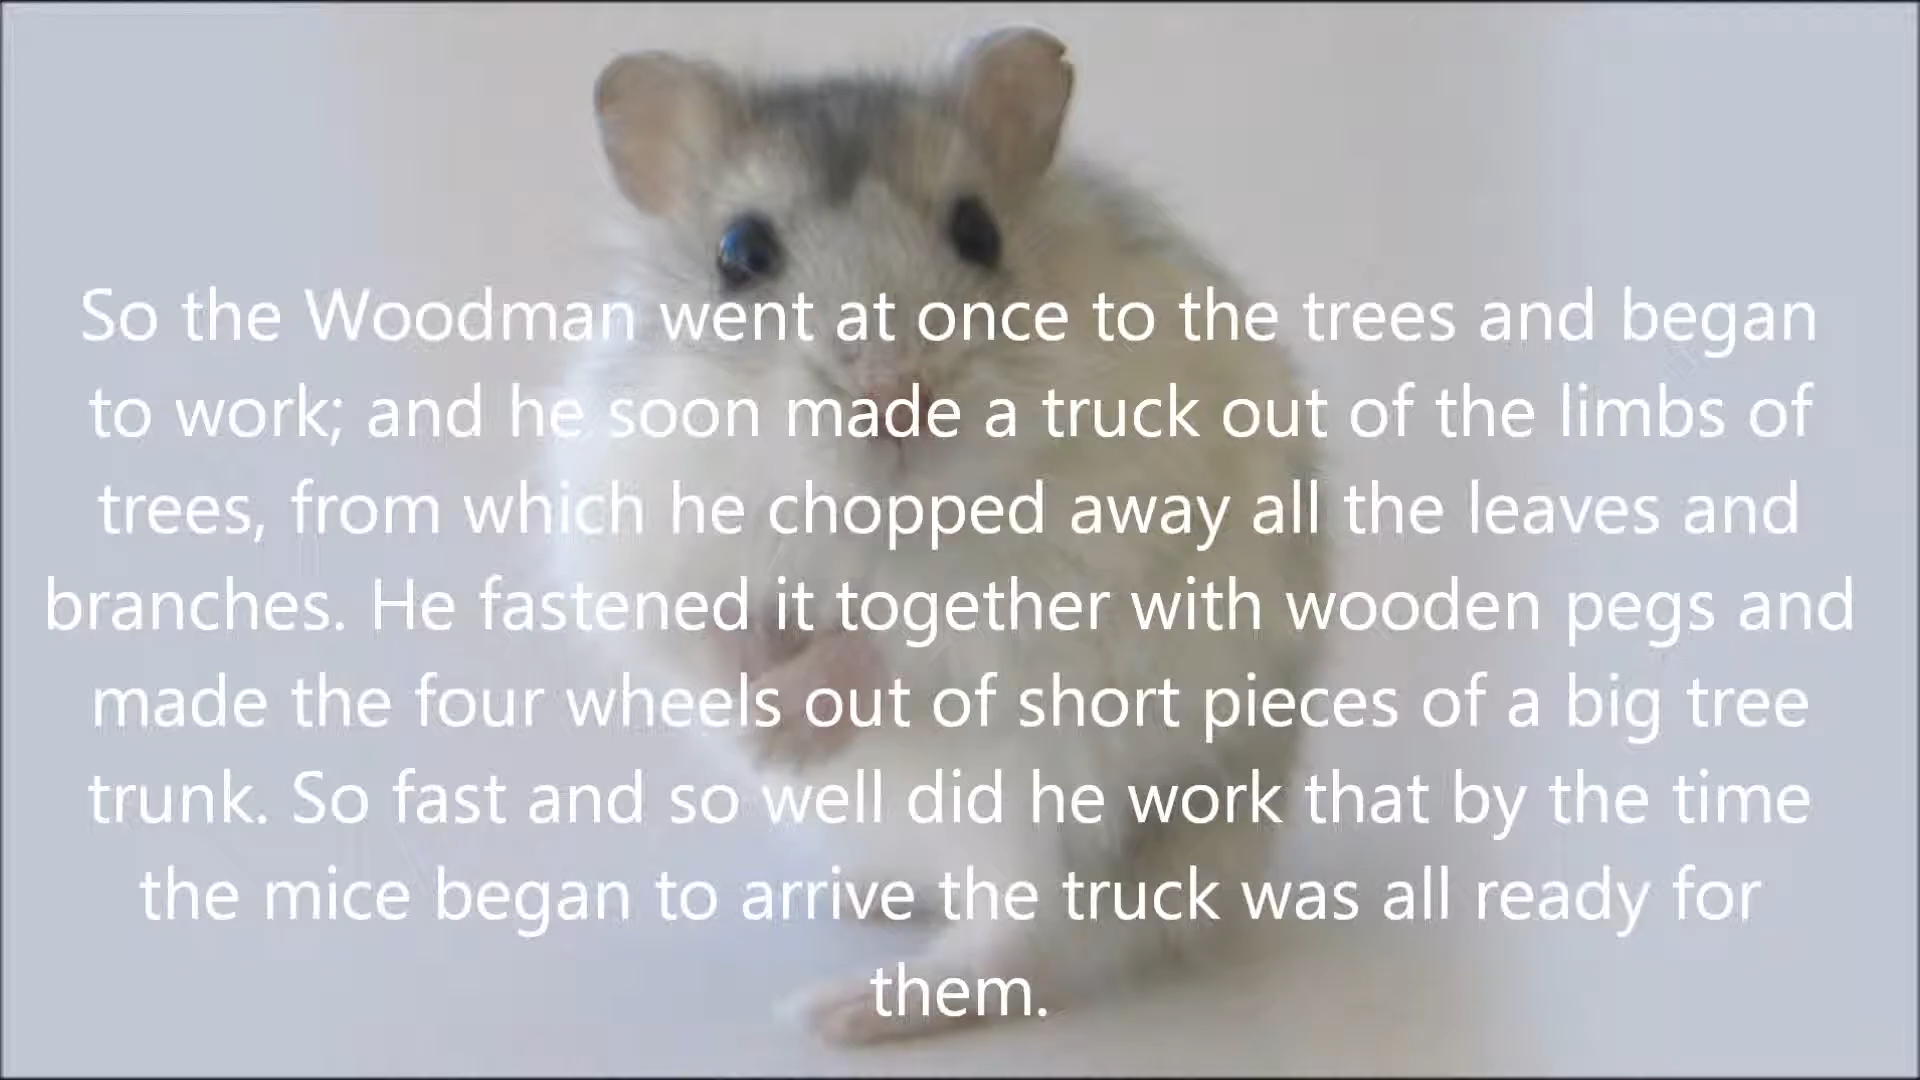 So the Woodman went at once to the trees and began
to work; and he soon made a truck out of the limbs of
trees, from which he chopped away all the leaves and
branches. He fastened it together with wooden pegs and
made the four wheels out of short pieces of a big tree
trunk. So fast and so well did he work that by the time
the mice began to arrive the truck was all ready for
them.